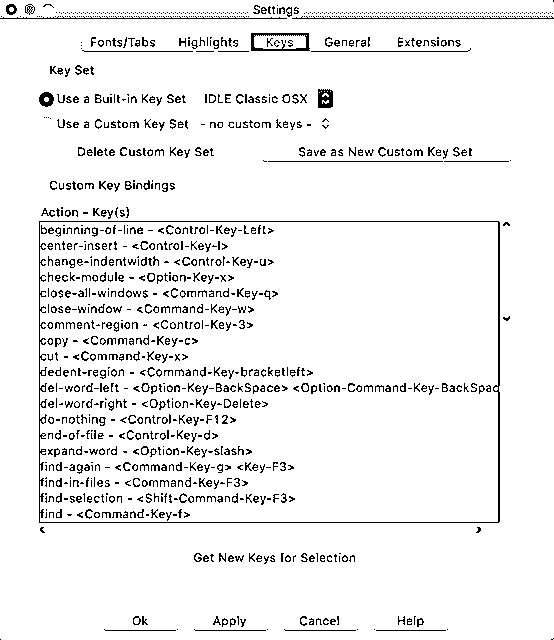 Settings
Fonts/Tabs Highlights Keys General Extensions
Key Set
Use a Built-in Key Set IDLE Classic OSX
Use a Custom Key Set - no custom keys -
Delete Custom Key Set Save as New Custom Key Set
Custom Key Bindings
Action - Key(s)
beginning-of-line - <Control-Key-Left>
center-insert - <Control-Key-l>
change-indentwidth - <Control-Key-u>
check-module - <Option-Key-x>
close-all-windows - <Command-Key-q>
close-window - <Command-Key-w>
comment-region - <Control-Key-3>
copy - <Command-Key-c>
cut - <Command-Key-x>
dedent-region - <Command-Key-bracketleft>
del-word-left - <Option-Key-BackSpace> <Option-Command-Key-BackSpac
del-word-right - <Option-Key-Delete>
do-nothing - <Control-Key-F12>
end-of-file - <Control-Key-d>
expand-word - <Option-Key-slash>
find-again - <Command-Key-g> <Key-F3>
find-in-files - <Command-Key-F3>
find-selection - <Shift-Command-Key-F3>
find - <Command-Key-f>
Get New Keys for Selection
Ok Apply Cancel Help